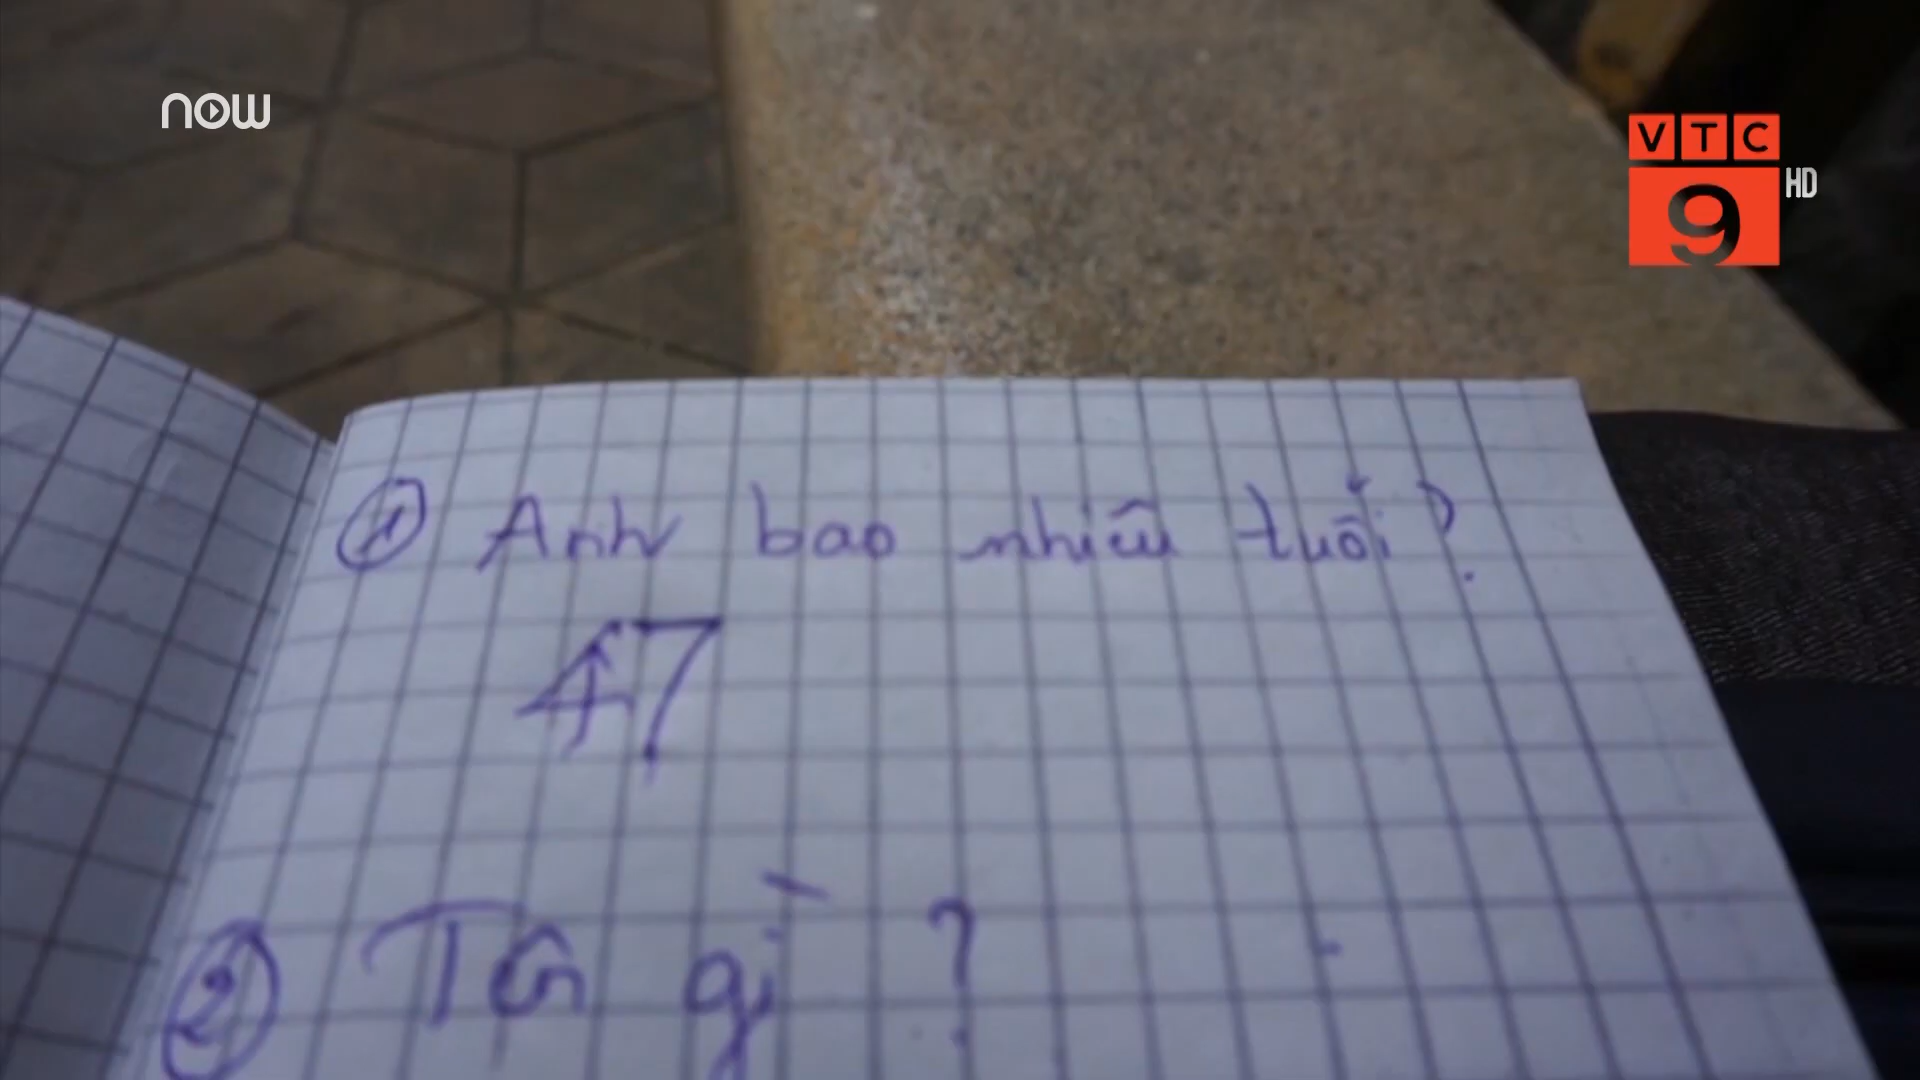 now
VTC
9 HD
① Anh bao nhiêu tuổi?
47
② Tên gì?